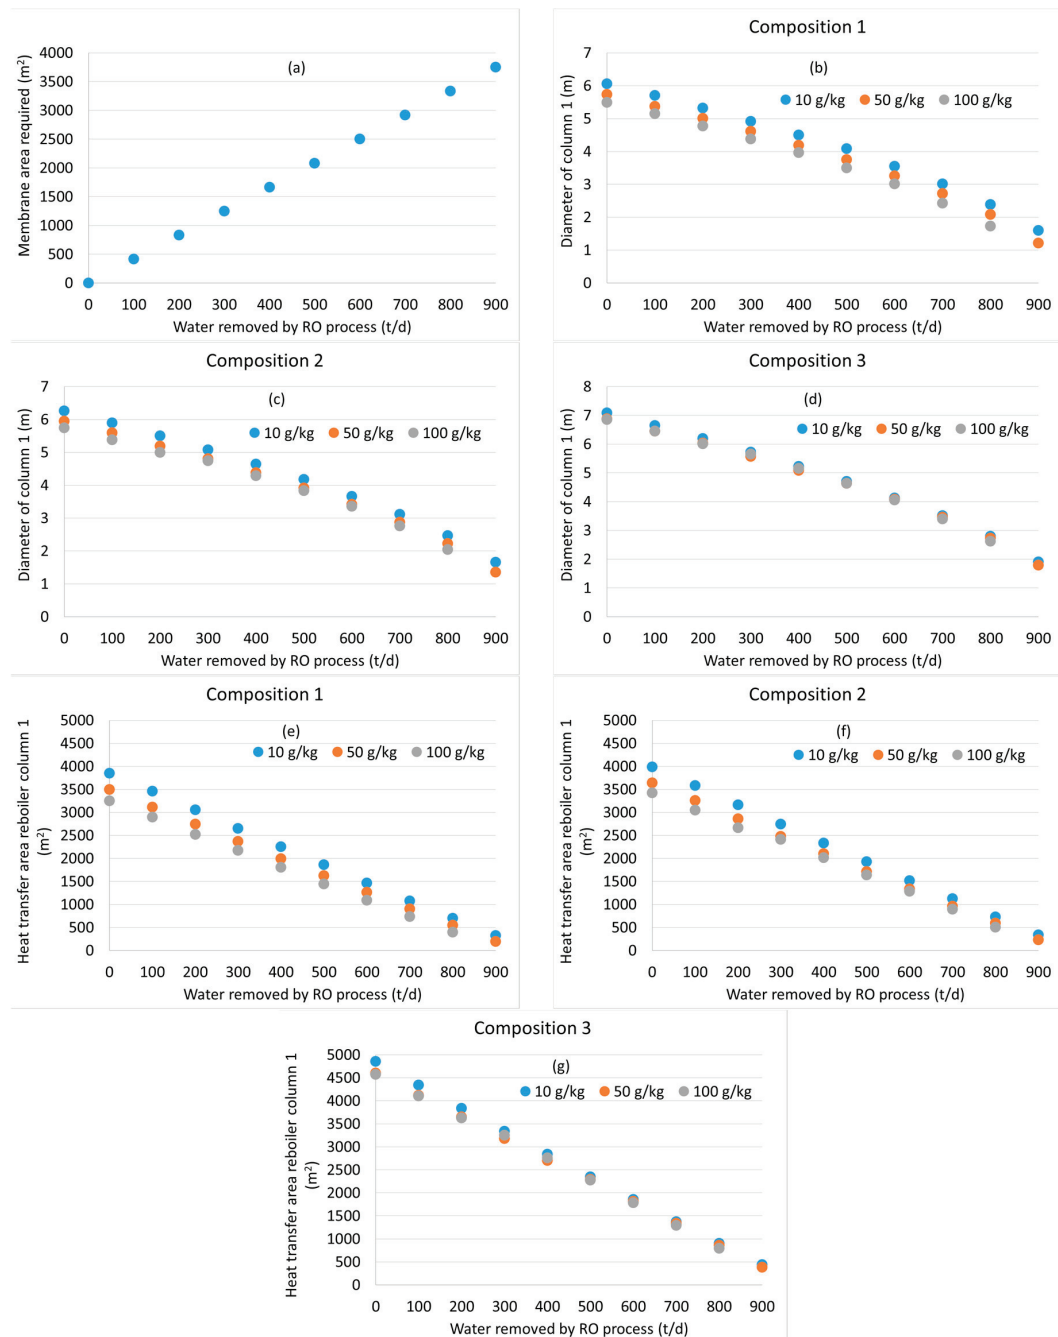 (a)
Membrane area required (m²)
4000
3500
3000
2500
2000
1500
1000
500
0
0 100 200 300 400 500 600 700 800 900
Water removed by RO process (t/d)
Composition 1
(b)
10 g/kg 50 g/kg 100 g/kg
Diameter of column 1 (m)
7
6
5
4
3
2
1
0
0 100 200 300 400 500 600 700 800 900
Water removed by RO process (t/d)
Composition 2
(c)
10 g/kg 50 g/kg 100 g/kg
Diameter of column 1 (m)
7
6
5
4
3
2
1
0
0 100 200 300 400 500 600 700 800 900
Water removed by RO process (t/d)
Composition 3
(d)
10 g/kg 50 g/kg 100 g/kg
Diameter of column 1 (m)
8
7
6
5
4
3
2
1
0
0 100 200 300 400 500 600 700 800 900
Water removed by RO process (t/d)
Composition 1
(e)
10 g/kg 50 g/kg 100 g/kg
Heat transfer area reboiler column 1
(m²)
5000
4500
4000
3500
3000
2500
2000
1500
1000
500
0
0 100 200 300 400 500 600 700 800 900
Water removed by RO process (t/d)
Composition 2
(f)
10 g/kg 50 g/kg 100 g/kg
Heat transfer area reboiler column 1
(m²)
5000
4500
4000
3500
3000
2500
2000
1500
1000
500
0
0 100 200 300 400 500 600 700 800 900
Water removed by RO process (t/d)
Composition 3
(g)
10 g/kg 50 g/kg 100 g/kg
Heat transfer area reboiler column 1
(m²)
5000
4500
4000
3500
3000
2500
2000
1500
1000
500
0
0 100 200 300 400 500 600 700 800 900
Water removed by RO process (t/d)